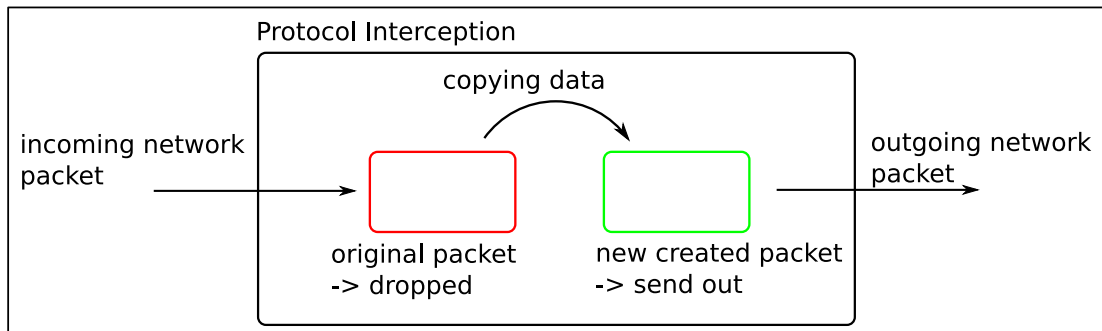 Protocol Interception
copying data
incoming network
packet
outgoing network
packet
original packet
-> dropped
new created packet
-> send out